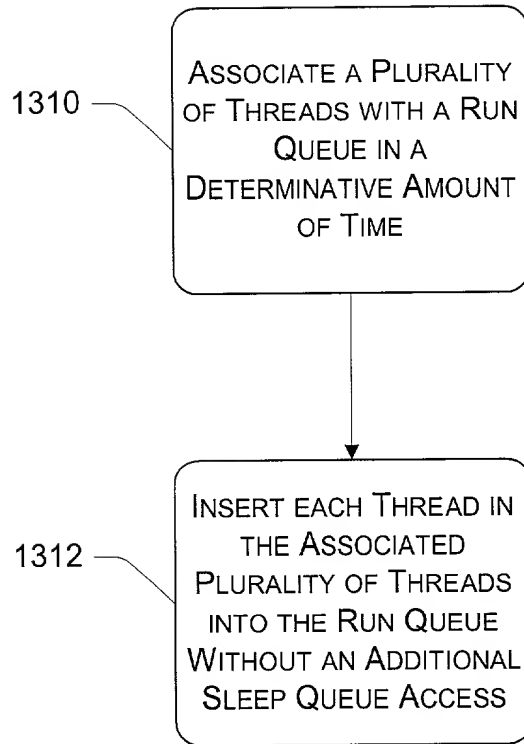 1310
ASSOCIATE A PLURALITY
OF THREADS WITH A RUN
QUEUE IN A
DETERMINATIVE AMOUNT
OF TIME
1312
INSERT EACH THREAD IN
THE ASSOCIATED
PLURALITY OF THREADS
INTO THE RUN QUEUE
WITHOUT AN ADDITIONAL
SLEEP QUEUE ACCESS